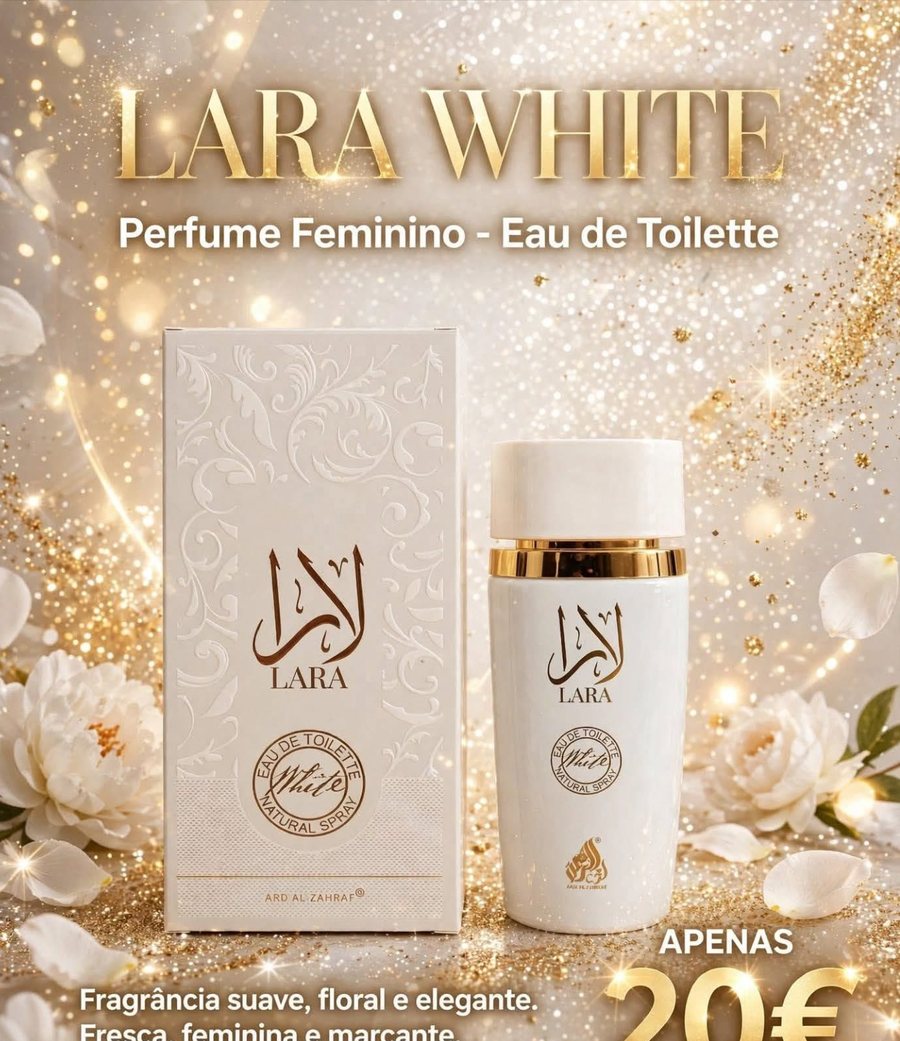 LARA WHITE
Perfume Feminino - Eau de Toilette
لارا
LARA
EAU DE TOILETTE
White
NATURAL SPRAY
ARD AL-ZAHRAF®
لارا
LARA
EAU DE TOILETTE
White
NATURAL SPRAY
APENAS
20€
Fragrância suave, floral e elegante.
Fresca, feminina e marcante